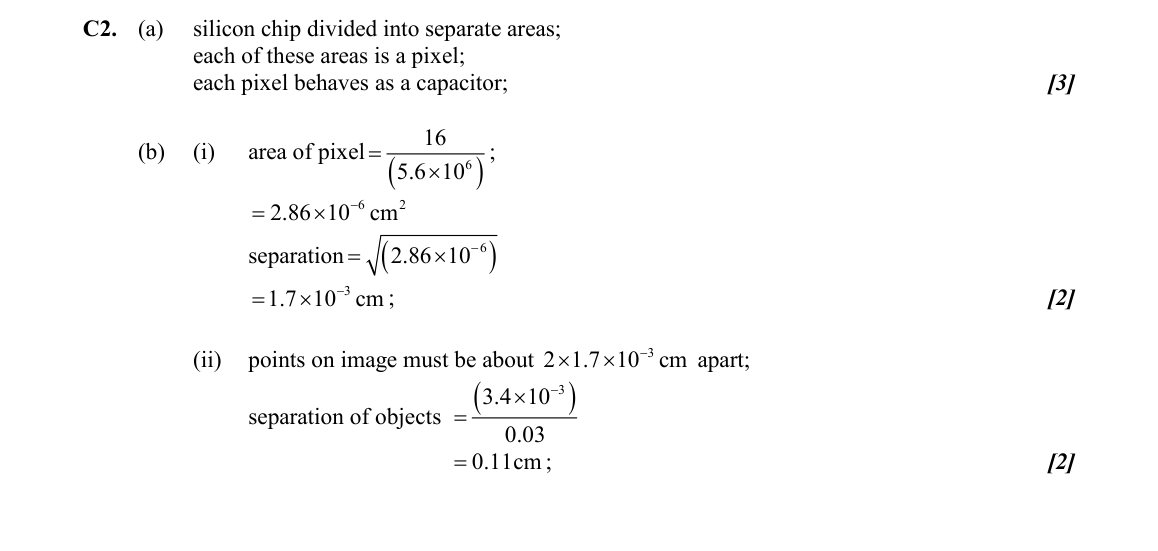 C2. (a) silicon chip divided into separate areas;
each of these areas is a pixel;
each pixel behaves as a capacitor; [3]
(b) (i) area of pixel = 16 / (5.6×10⁶) ;
= 2.86×10⁻⁶ cm²
separation = √(2.86×10⁻⁶)
= 1.7×10⁻³ cm ; [2]
(ii) points on image must be about 2×1.7×10⁻³ cm apart;
separation of objects = (3.4×10⁻³) / 0.03
= 0.11cm ; [2]